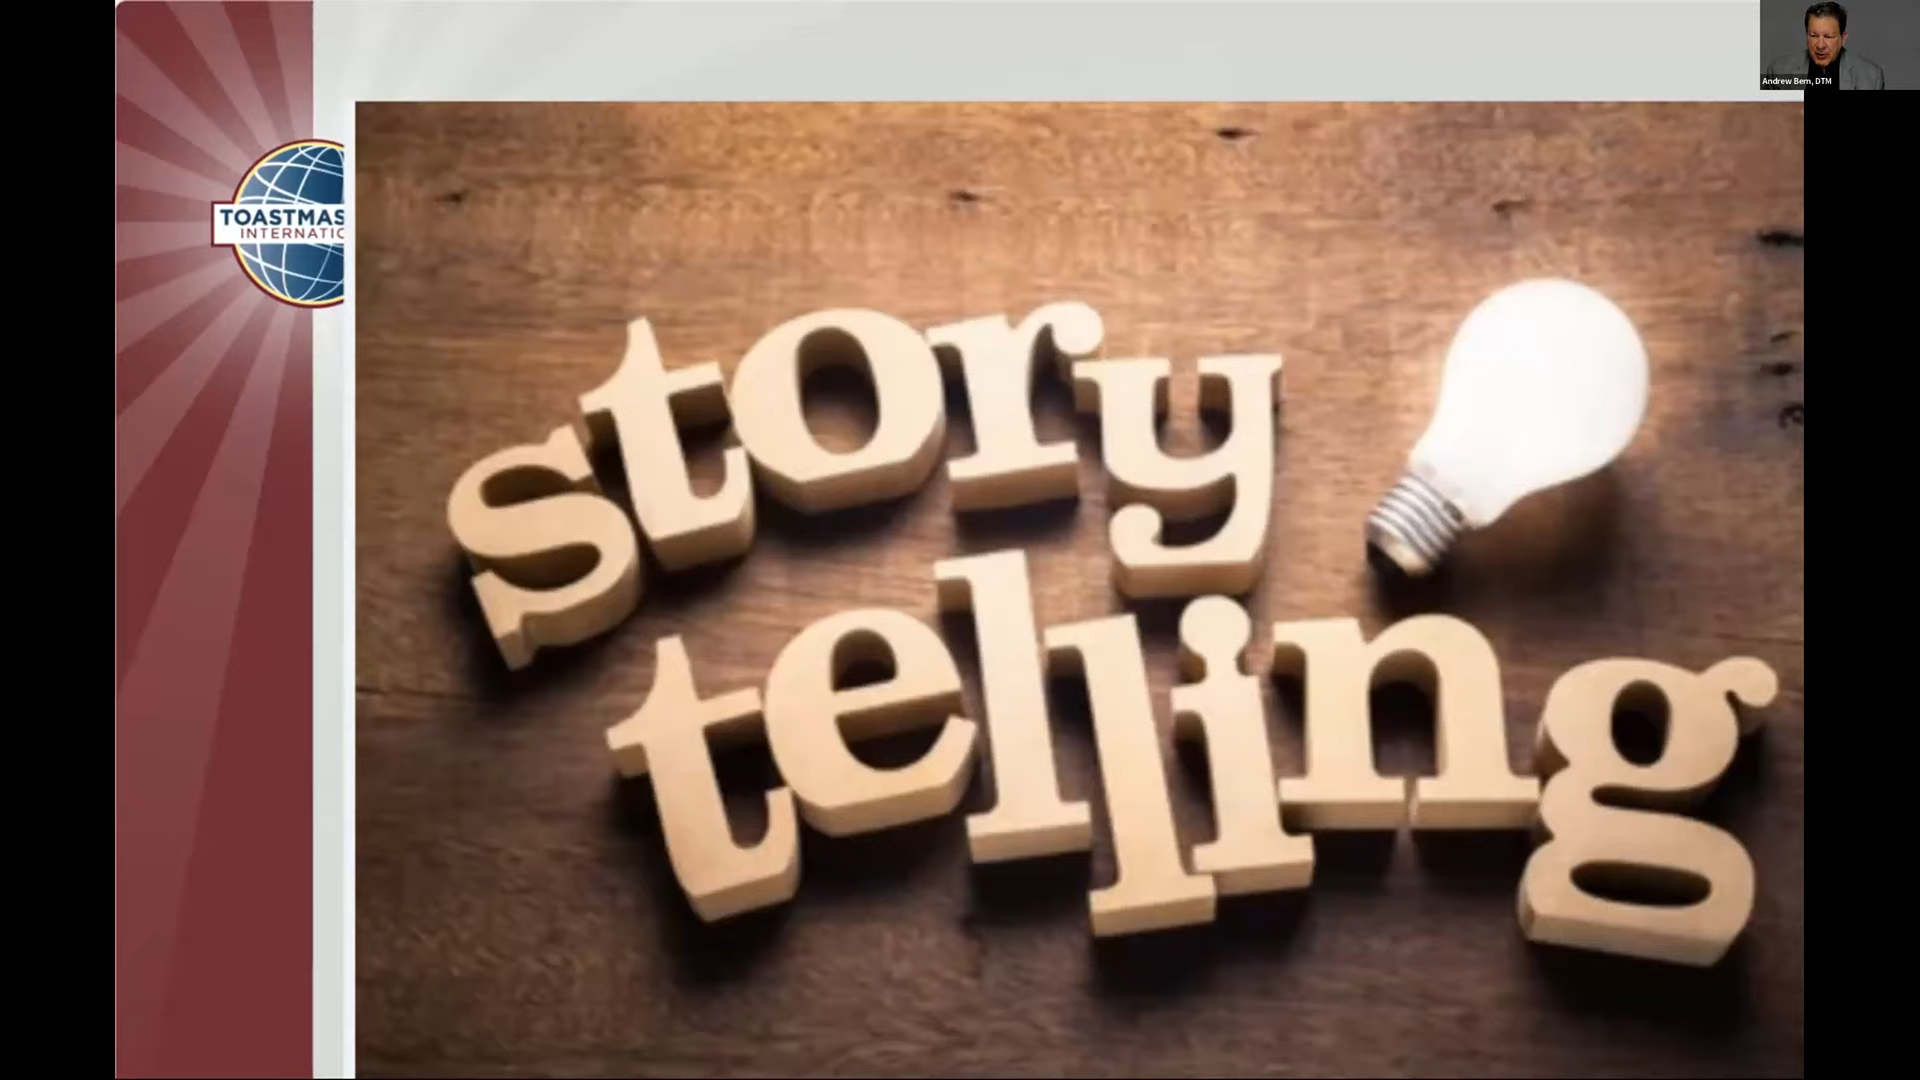 Andrew Bern, DTM
TOASTMAS
INTERNATIO
story
telling